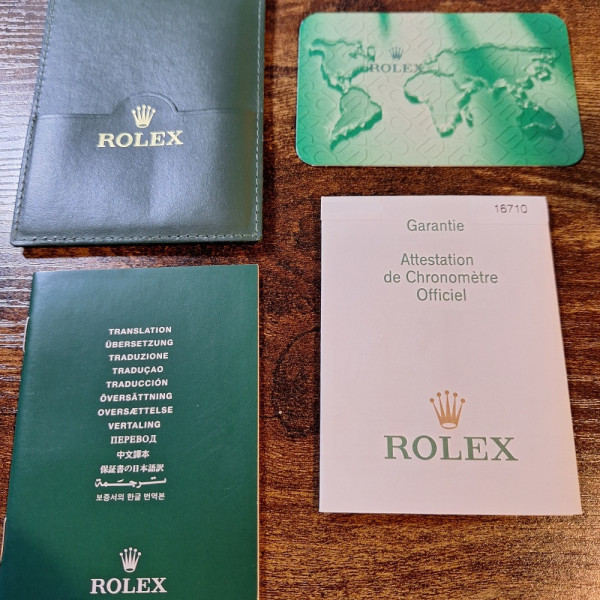 ROLEX
ROLEX
TRANSLATION
ÜBERSETZUNG
TRADUZIONE
TRADUÇAO
TRADUCCIÓN
ÖVERSÄTTNING
OVERSÆTTELSE
VERTALING
ПЕРЕВОД
中文譯本
保証書の日本語訳
ترجمة
보증서의 한글 번역본
ROLEX
16710
Garantie
Attestation
de Chronomètre
Officiel
ROLEX